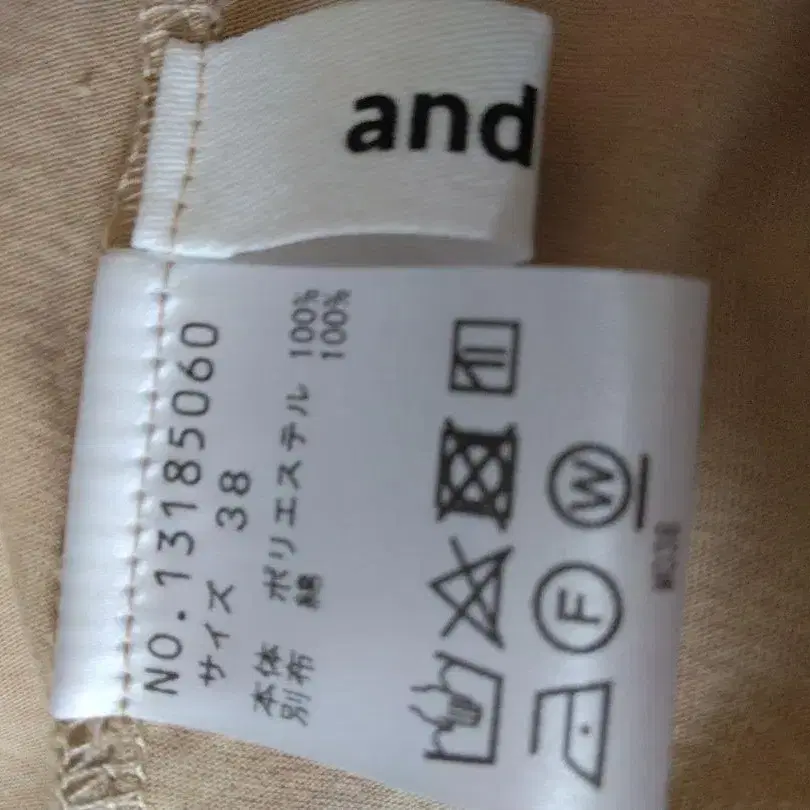 and
NO.13185060
サイズ 38
本体 ポリエステル 100%
別布 綿 100%
F W